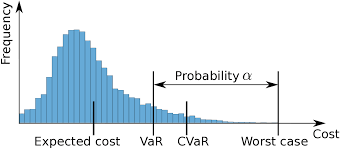 Frequency
Probability α
Cost
Expected cost
VaR
CVaR
Worst case